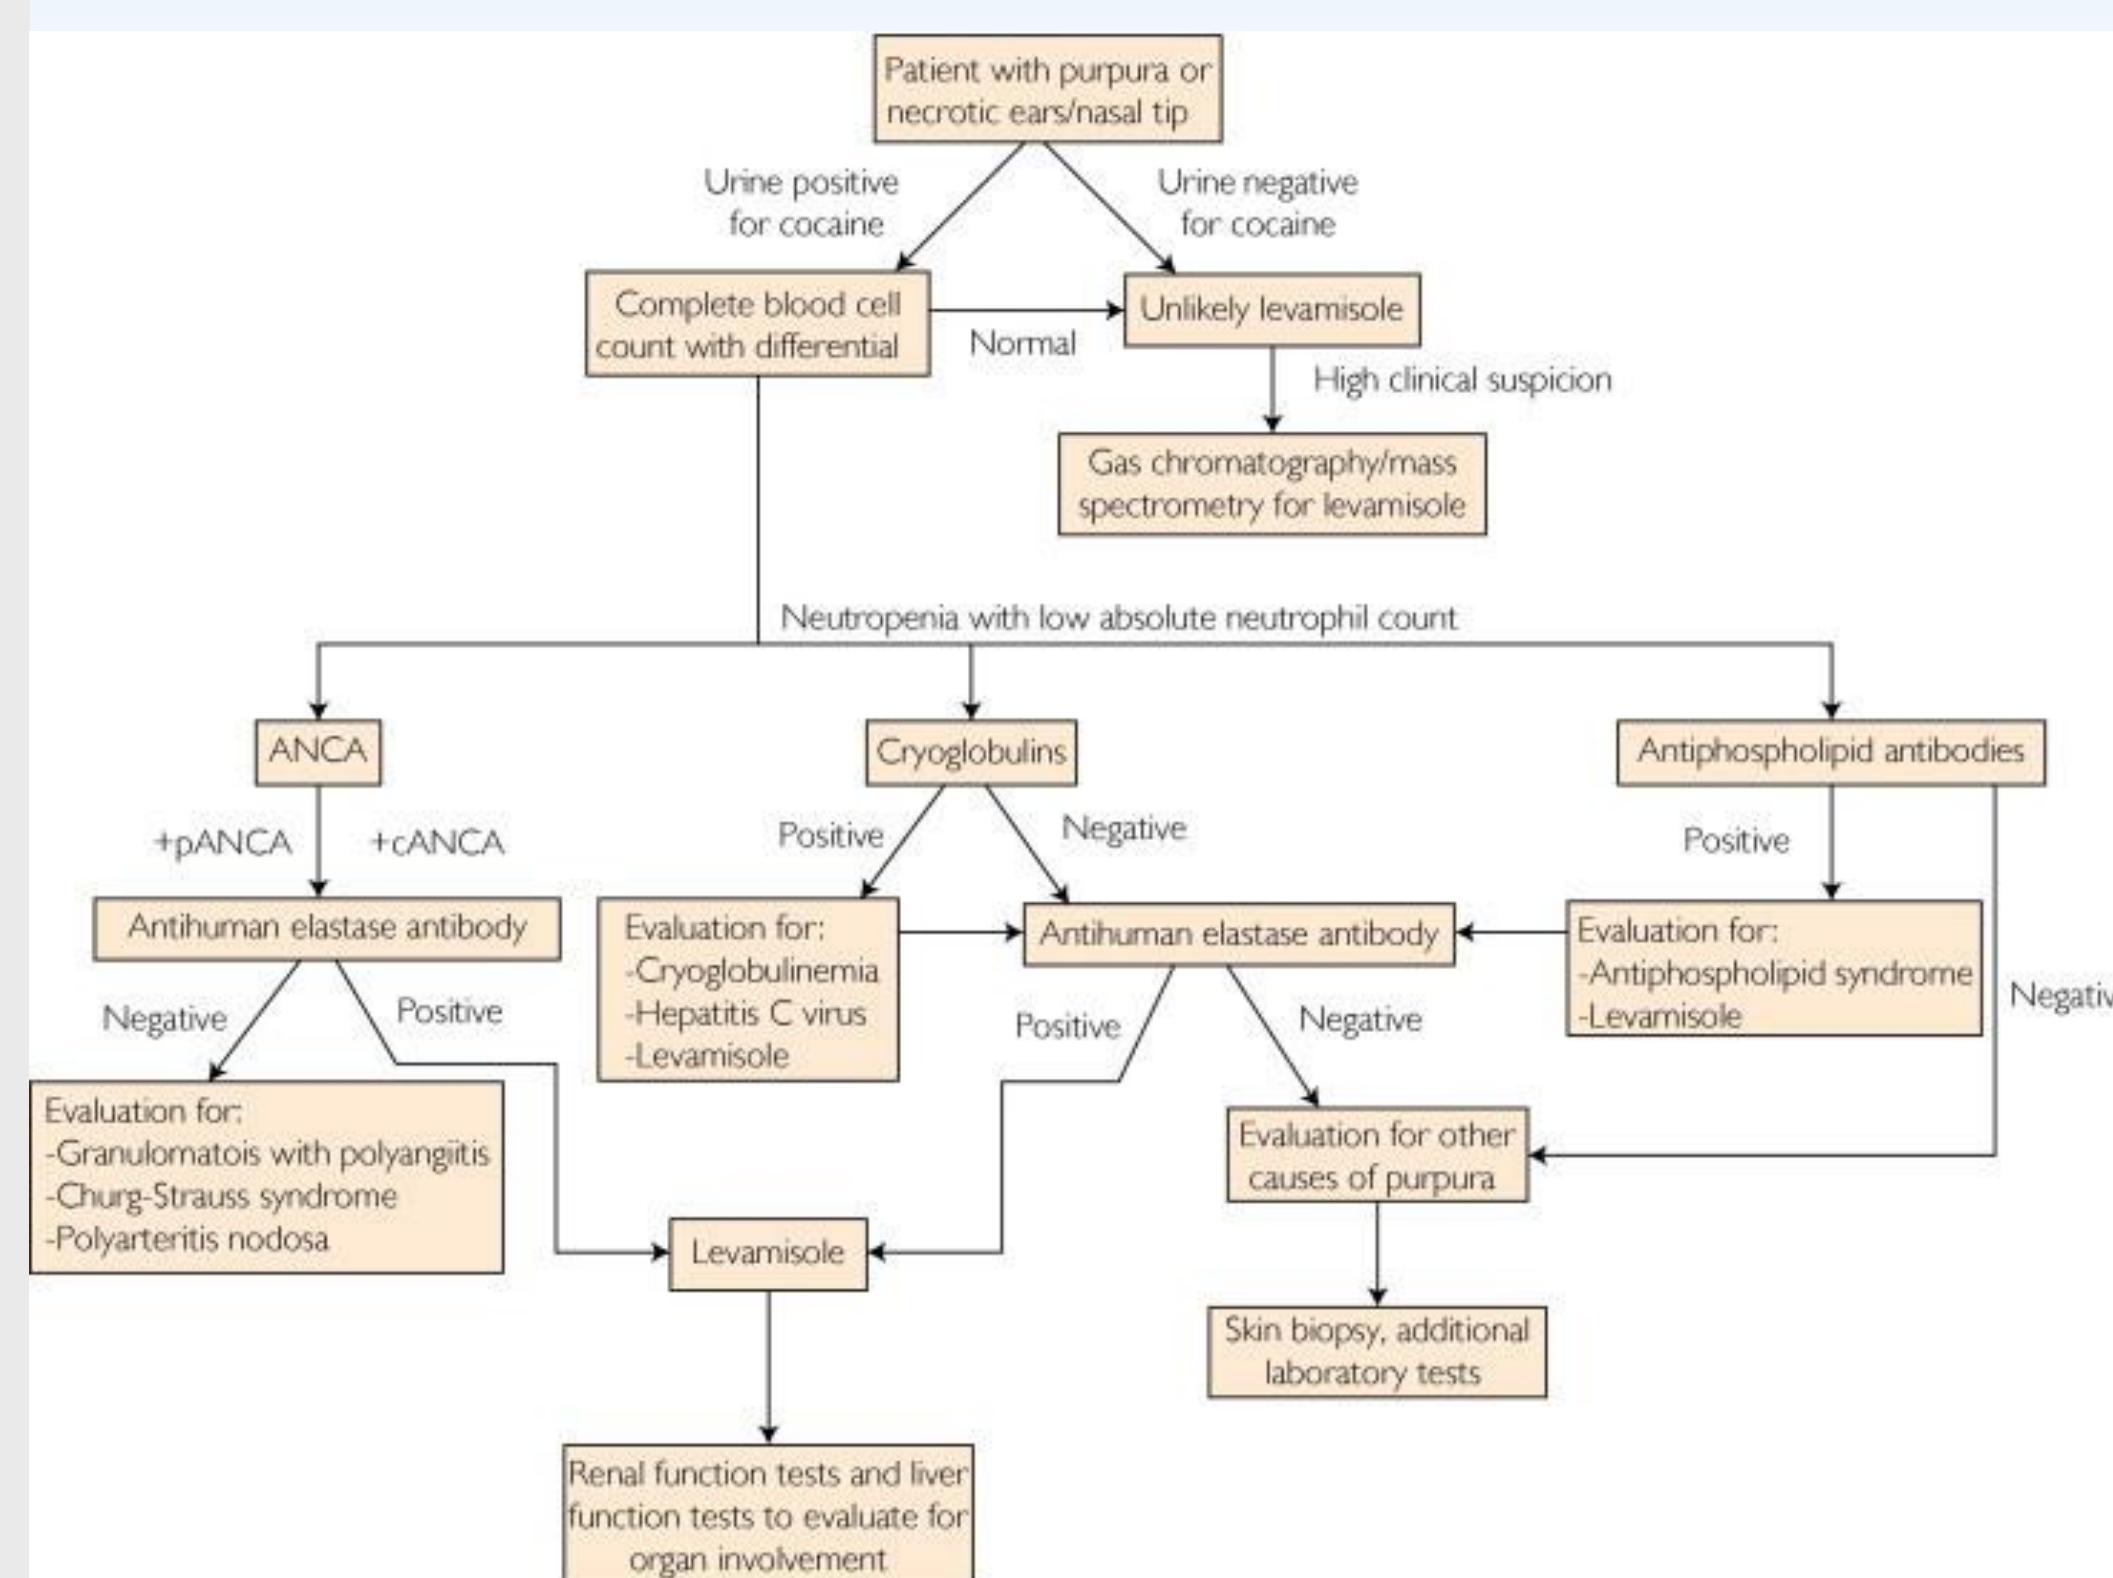 Patient with purpura or
necrotic ears/nasal tip
Urine positive
for cocaine
Urine negative
for cocaine
Complete blood cell
count with differential
Normal
Unlikely levamisole
High clinical suspicion
Gas chromatography/mass
spectrometry for levamisole
Neutropenia with low absolute neutrophil count
ANCA
Cryoglobulins
Antiphospholipid antibodies
+pANCA
+cANCA
Positive
Negative
Positive
Antihuman elastase antibody
Evaluation for:
-Cryoglobulinemia
-Hepatitis C virus
-Levamisole
Antihuman elastase antibody
Evaluation for:
-Antiphospholipid syndrome
-Levamisole
Negativ
Negative
Positive
Positive
Negative
Evaluation for:
-Granulomatois with polyangiitis
-Churg-Strauss syndrome
-Polyarteritis nodosa
Evaluation for other
causes of purpura
Levamisole
Skin biopsy, additional
laboratory tests
Renal function tests and liver
function tests to evaluate for
organ involvement